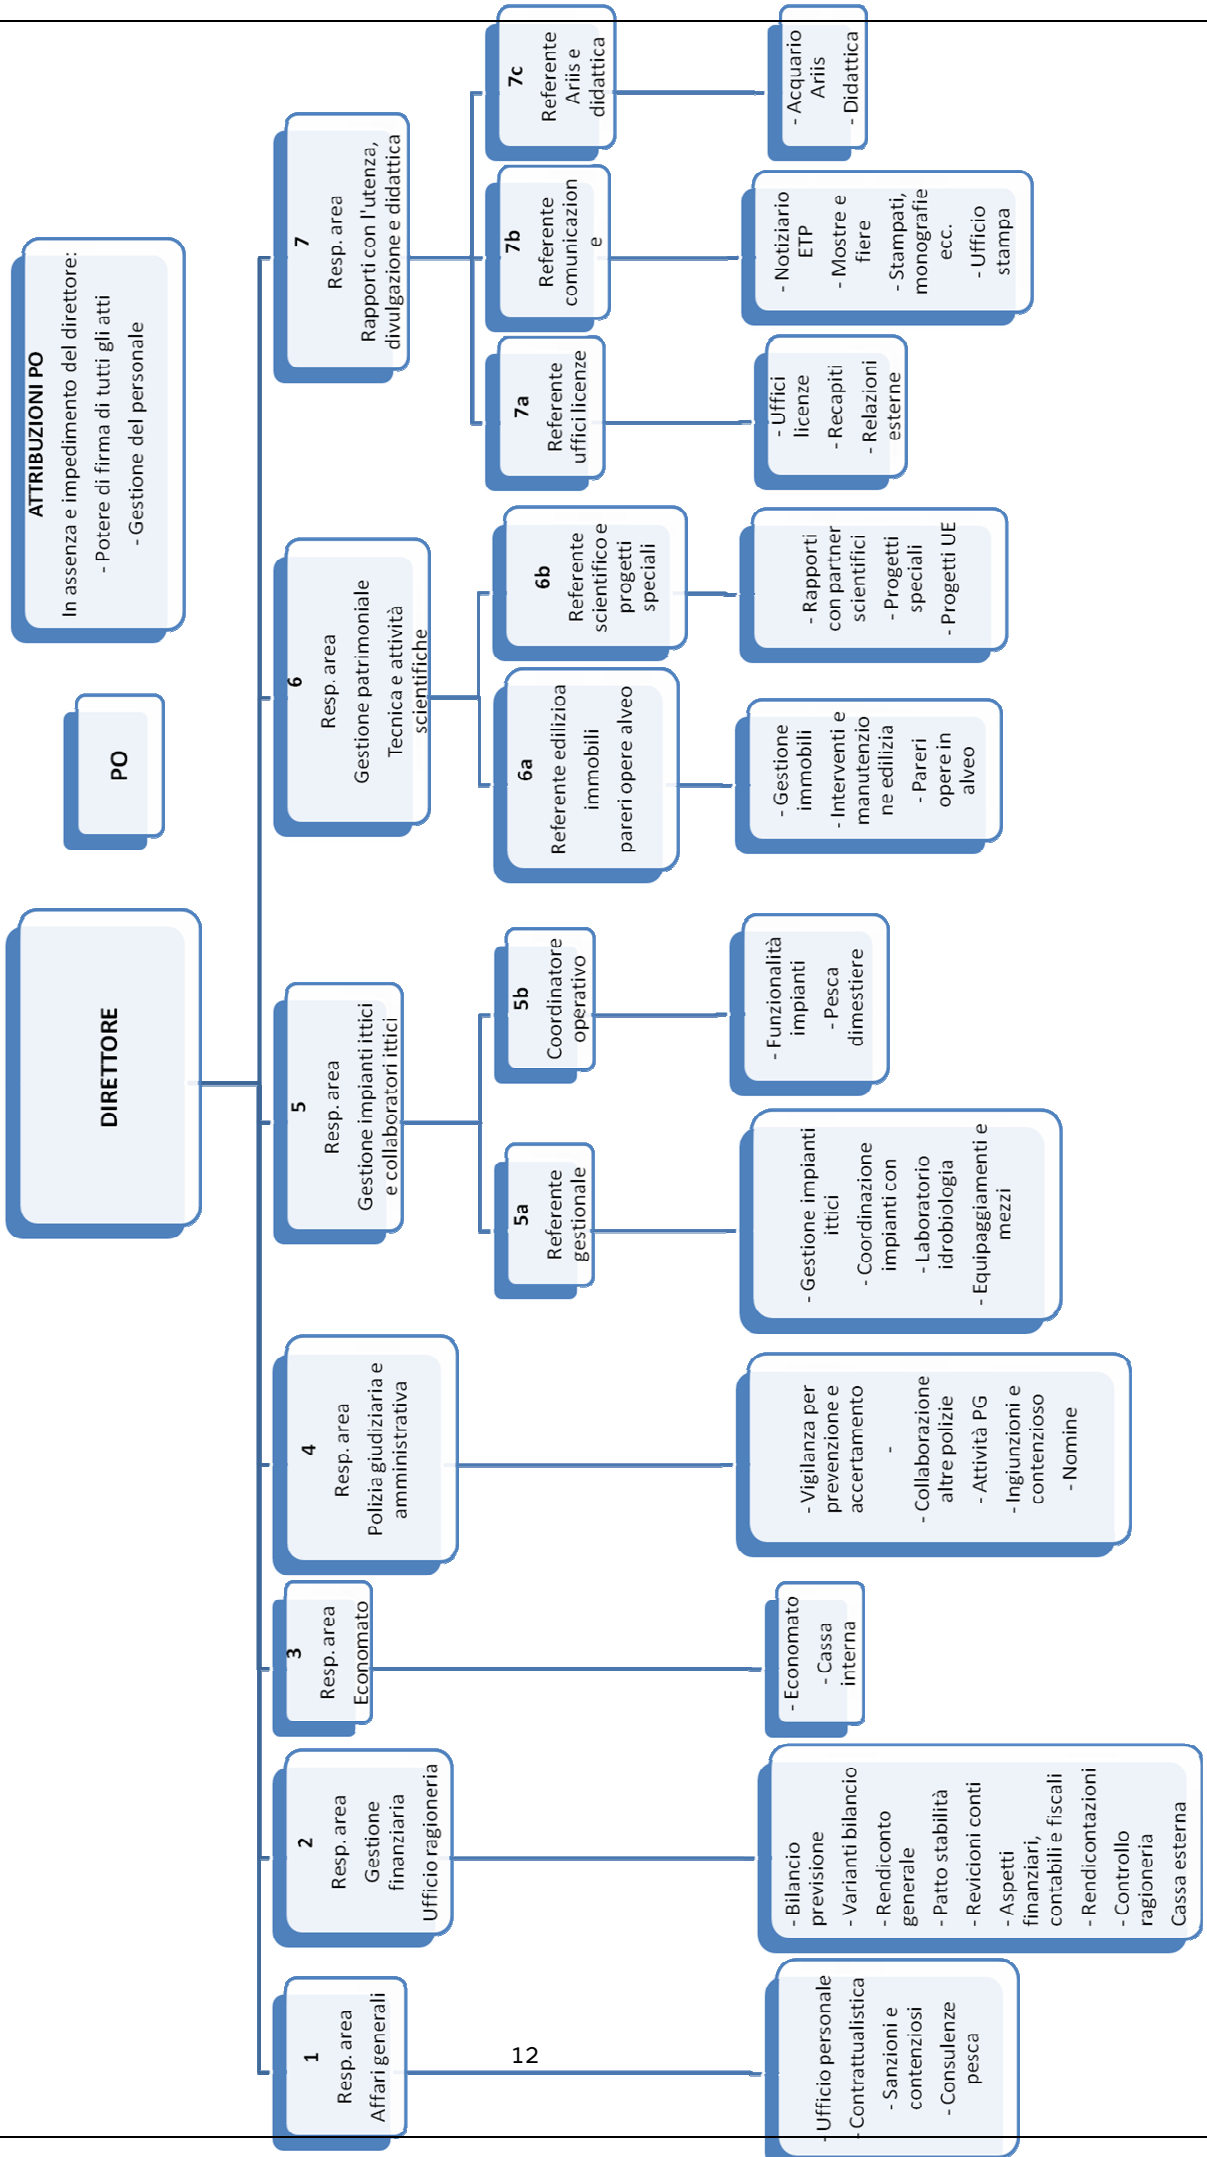 DIRETTORE
PO
ATTRIBUZIONI PO
In assenza e impedimento del direttore:
- Potere di firma di tutti gli atti
- Gestione del personale
1
Resp. area
Affari generali
- Ufficio personale
- Contrattualistica
- Sanzioni e
contenziosi
- Consulenze
pesca
2
Resp. area
Gestione
finanziaria
Ufficio ragioneria
- Bilancio
previsione
- Varianti bilancio
- Rendiconto
generale
- Patto stabilità
- Revicioni conti
- Aspetti
finanziari,
contabili e fiscali
- Rendicontazioni
- Controllo
ragioneria
Cassa esterna
3
Resp. area
Economato
- Economato
- Cassa
interna
4
Resp. area
Polizia giudiziaria e
amministrativa
- Vigilanza per
prevenzione e
accertamento
-
- Collaborazione
altre polizie
- Attività PG
- Ingiunzioni e
contenzioso
- Nomine
5
Resp. area
Gestione impianti ittici
e collaboratori ittici
5a
Referente
gestionale
- Gestione impianti
ittici
- Coordinazione
impianti con
- Laboratorio
idrobiologia
- Equipaggiamenti e
mezzi
5b
Coordinatore
operativo
- Funzionalità
impianti
- Pesca
dimestiere
6
Resp. area
Gestione patrimoniale
Tecnica e attività
scientifiche
6a
Referente edilizioa
immobili
pareri opere alveo
- Gestione
immobili
- Interventi e
manutenzio
ne edilizia
- Pareri
opere in
alveo
6b
Referente
scientifico e
progetti
speciali
- Rapporti
con partner
scientifici
- Progetti
speciali
- Progetti UE
7
Resp. area
Rapporti con l'utenza,
divulgazione e didattica
7a
Referente
uffici licenze
- Uffici
licenze
- Recapiti
- Relazioni
esterne
7b
Referente
comunicazion
e
- Notiziario
ETP
- Mostre e
fiere
- Stampati,
monografie
ecc.
- Ufficio
stampa
7c
Referente
Ariis e
didattica
- Acquario
Ariis
- Didattica
12